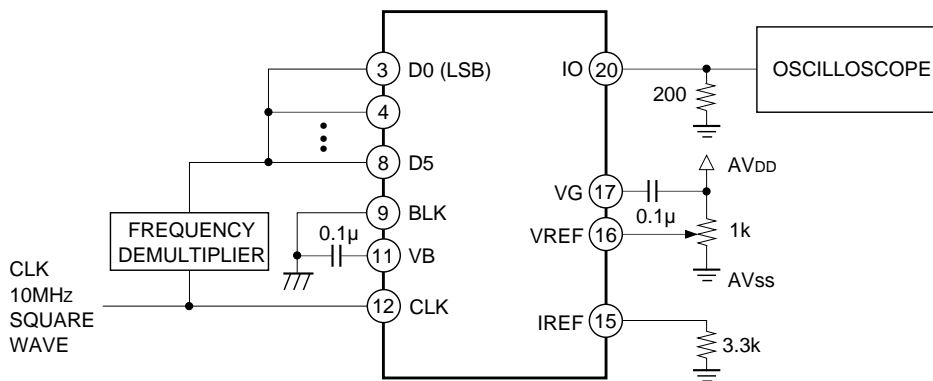 3 D0 (LSB)
4
8 D5
9 BLK
0.1µ
11 VB
12 CLK
FREQUENCY
DEMULTIPLIER
CLK
10MHz
SQUARE
WAVE
IO 20
OSCILLOSCOPE
200
AVDD
VG 17
0.1µ
VREF 16
1k
AVSS
IREF 15
3.3k